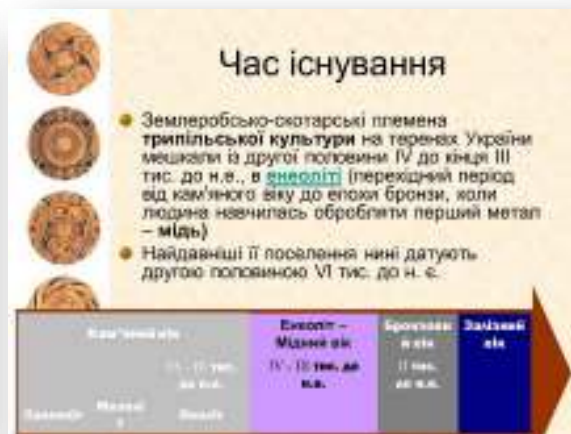 Час існування
Землеробсько-скотарські племена
трипільської культури на теренах України
мешкали із другої половини IV до кінця III
тис. до н.е., в енеоліті (перехідний період
від кам'яного віку до епохи бронзи, коли
людина навчилась обробляти перший метал
– мідь)
Найдавніші її поселення нині датують
другою половиною VI тис. до н. є.
Кам'яний вік
тис.
до н.е.
Енеоліт –
Мідний вік
IV - III тис. до
н.е.
вік
II тис.
до н.е.
Залізний
вік